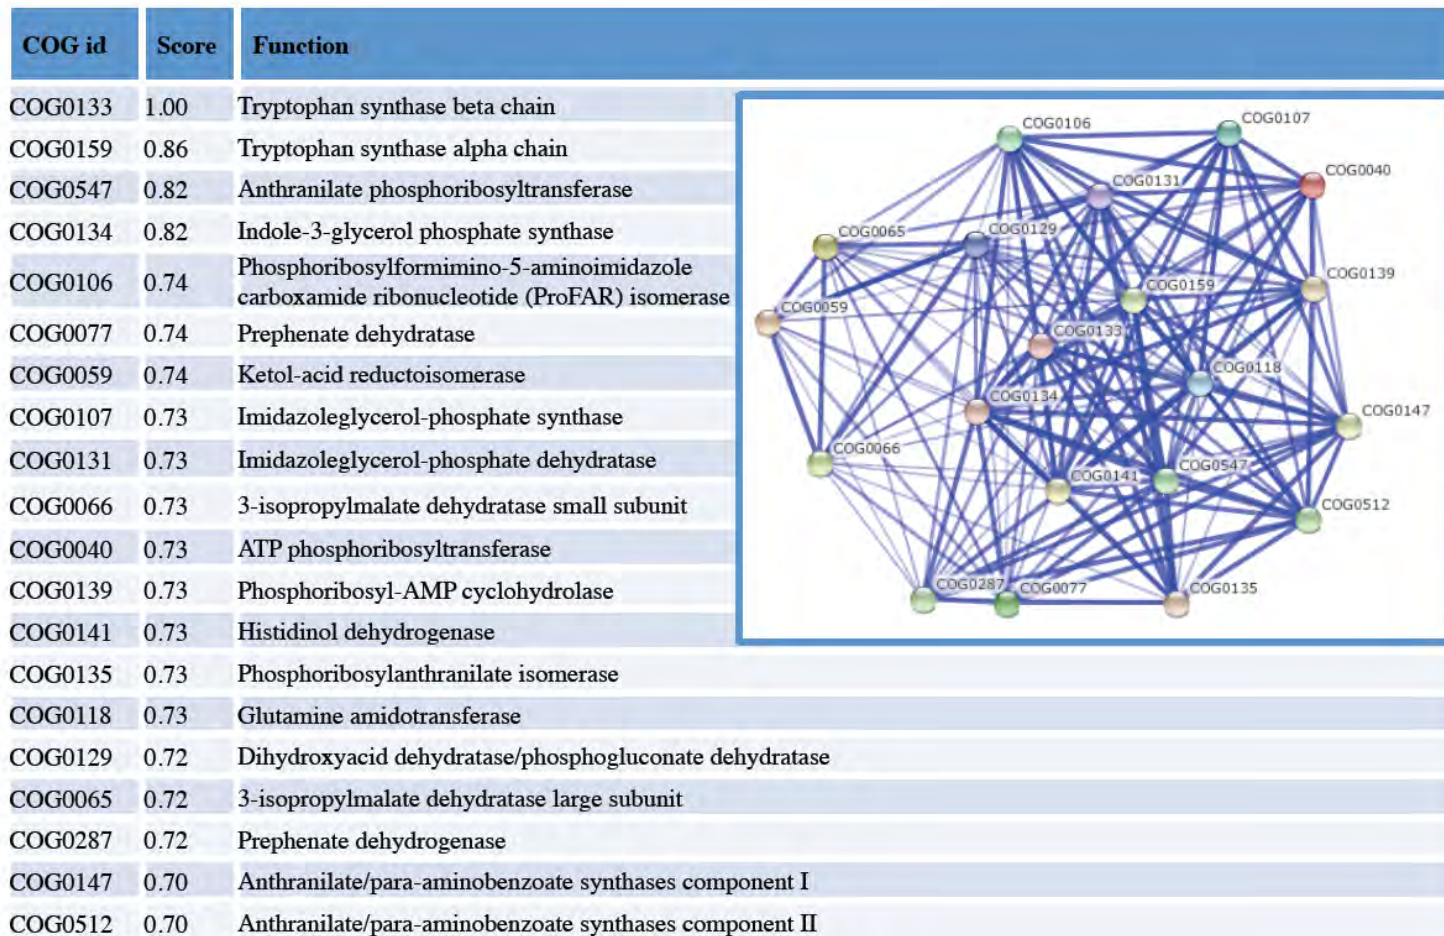 COG id Score Function
COG0133 1.00 Tryptophan synthase beta chain
COG0159 0.86 Tryptophan synthase alpha chain
COG0547 0.82 Anthranilate phosphoribosyltransferase
COG0134 0.82 Indole-3-glycerol phosphate synthase
COG0106 0.74 Phosphoribosylformimino-5-aminoimidazole
carboxamide ribonucleotide (ProFAR) isomerase
COG0077 0.74 Prephenate dehydratase
COG0059 0.74 Ketol-acid reductoisomerase
COG0107 0.73 Imidazoleglycerol-phosphate synthase
COG0131 0.73 Imidazoleglycerol-phosphate dehydratase
COG0066 0.73 3-isopropylmalate dehydratase small subunit
COG0040 0.73 ATP phosphoribosyltransferase
COG0139 0.73 Phosphoribosyl-AMP cyclohydrolase
COG0141 0.73 Histidinol dehydrogenase
COG0135 0.73 Phosphoribosylanthranilate isomerase
COG0118 0.73 Glutamine amidotransferase
COG0129 0.72 Dihydroxyacid dehydratase/phosphogluconate dehydratase
COG0065 0.72 3-isopropylmalate dehydratase large subunit
COG0287 0.72 Prephenate dehydrogenase
COG0147 0.70 Anthranilate/para-aminobenzoate synthases component I
COG0512 0.70 Anthranilate/para-aminobenzoate synthases component II
COG0106
COG0107
COG0040
COG0131
COG0065
COG0129
COG0139
COG0159
COG0059
COG0133
COG0118
COG0134
COG0147
COG0066
COG0547
COG0141
COG0512
COG0287
COG0077
COG0135